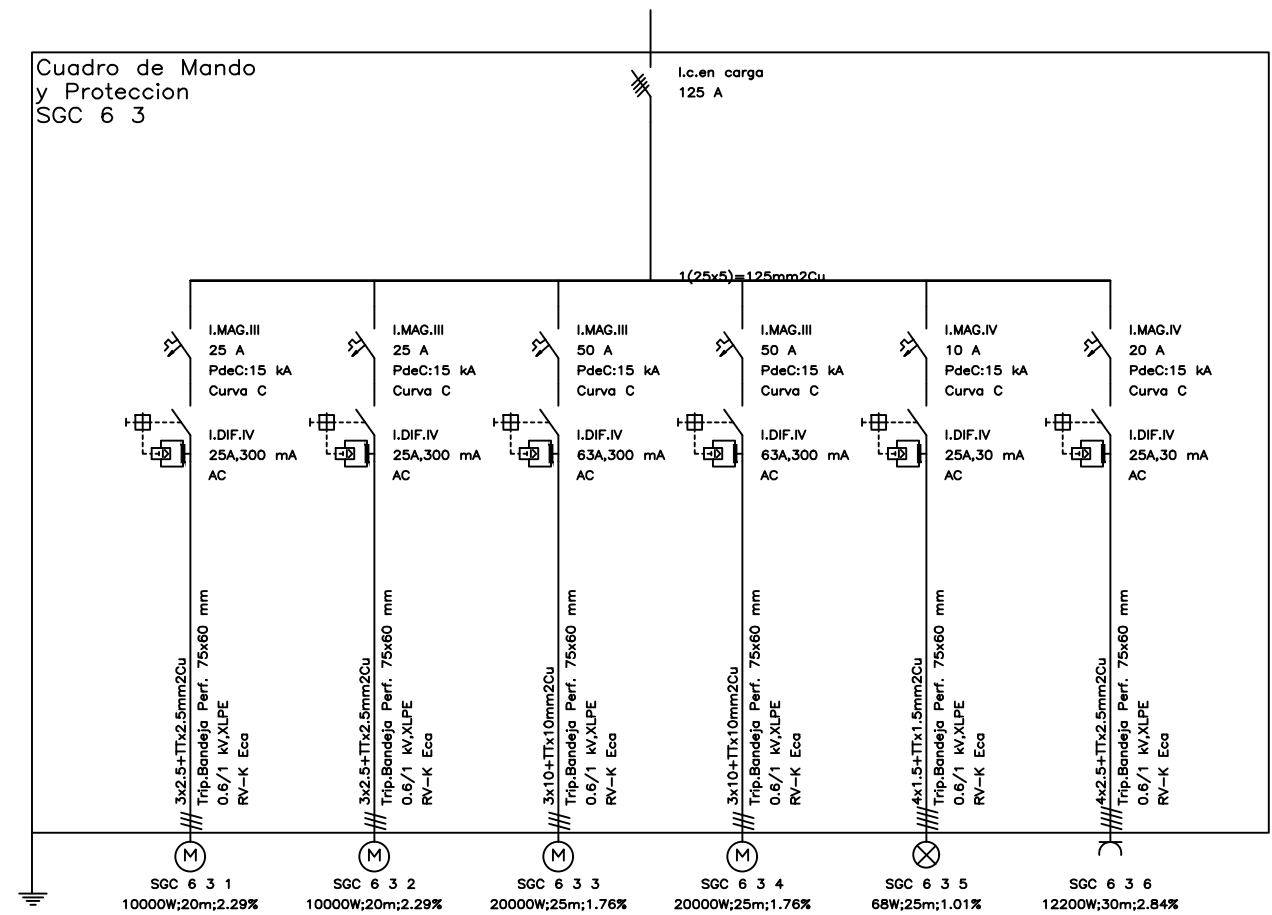 Cuadro de Mando
y Proteccion
SGC 6 3
I.c.en carga
125 A
1(25x5)=125mm2Cu
I.MAG.III
25 A
PdeC:15 kA
Curva C
I.DIF.IV
25A,300 mA
AC
3x2.5+TTx2.5mm2Cu
Trip.Bandeja Perf. 75x60 mm
0.6/1 kV,XLPE
RV-K Eca
M
SGC 6 3 1
10000W;20m;2.29%
I.MAG.III
25 A
PdeC:15 kA
Curva C
I.DIF.IV
25A,300 mA
AC
3x2.5+TTx2.5mm2Cu
Trip.Bandeja Perf. 75x60 mm
0.6/1 kV,XLPE
RV-K Eca
M
SGC 6 3 2
10000W;20m;2.29%
I.MAG.III
50 A
PdeC:15 kA
Curva C
I.DIF.IV
63A,300 mA
AC
3x10+TTx10mm2Cu
Trip.Bandeja Perf. 75x60 mm
0.6/1 kV,XLPE
RV-K Eca
M
SGC 6 3 3
20000W;25m;1.76%
I.MAG.III
50 A
PdeC:15 kA
Curva C
I.DIF.IV
63A,300 mA
AC
3x10+TTx10mm2Cu
Trip.Bandeja Perf. 75x60 mm
0.6/1 kV,XLPE
RV-K Eca
M
SGC 6 3 4
20000W;25m;1.76%
I.MAG.IV
10 A
PdeC:15 kA
Curva C
I.DIF.IV
25A,30 mA
AC
4x1.5+TTx1.5mm2Cu
Trip.Bandeja Perf. 75x60 mm
0.6/1 kV,XLPE
RV-K Eca
SGC 6 3 5
68W;25m;1.01%
I.MAG.IV
20 A
PdeC:15 kA
Curva C
I.DIF.IV
25A,30 mA
AC
4x2.5+TTx2.5mm2Cu
Trip.Bandeja Perf. 75x60 mm
0.6/1 kV,XLPE
RV-K Eca
SGC 6 3 6
12200W;30m;2.84%